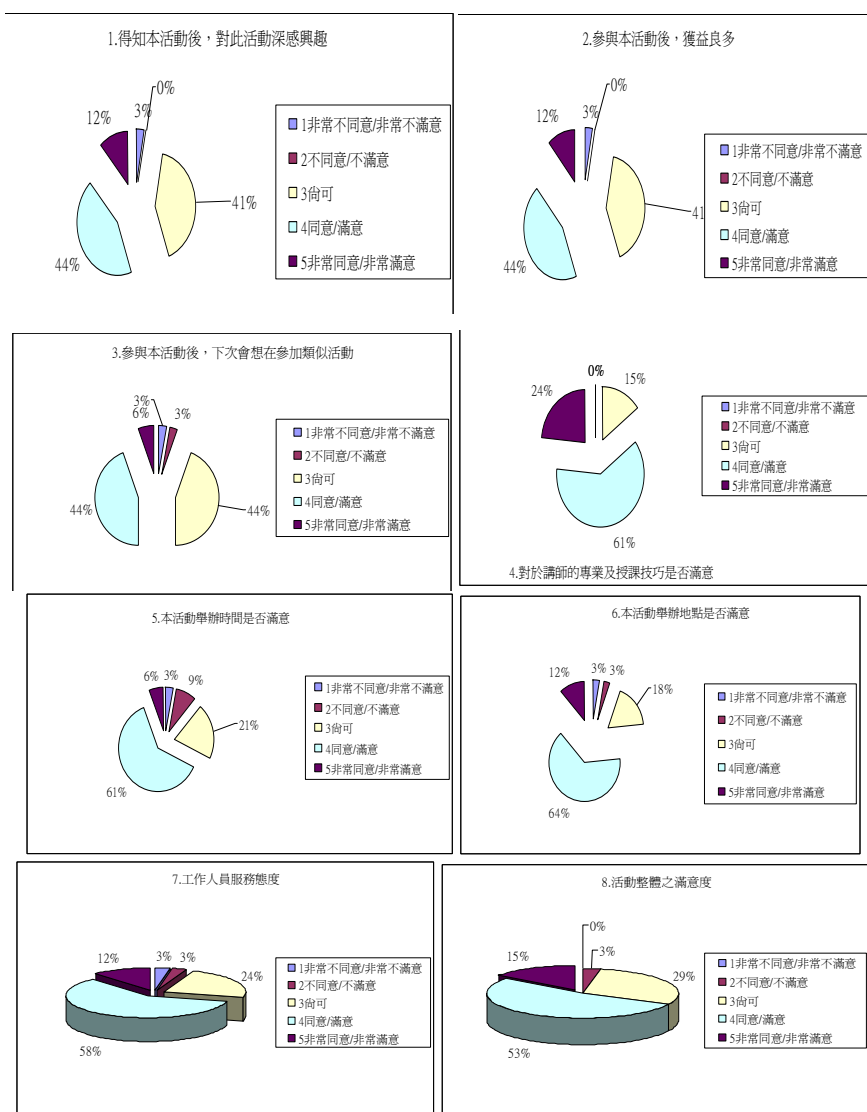 1.得知本活動後，對此活動深感興趣
0%
3%
12%
41%
44%
1非常不同意/非常不滿意
2不同意/不滿意
3尚可
4同意/滿意
5非常同意/非常滿意
2.參與本活動後，獲益良多
0%
3%
12%
41
44%
1非常不同意/非常不滿意
2不同意/不滿意
3尚可
4同意/滿意
5非常同意/非常滿意
3.參與本活動後，下次會想在參加類似活動
3%
6%
3%
44%
44%
1非常不同意/非常不滿意
2不同意/不滿意
3尚可
4同意/滿意
5非常同意/非常滿意
0%
15%
24%
61%
1非常不同意/非常不滿意
2不同意/不滿意
3尚可
4同意/滿意
5非常同意/非常滿意
4.對於講師的專業及授課技巧是否滿意
5.本活動舉辦時間是否滿意
6%
3%
9%
21%
61%
1非常不同意/非常不滿意
2不同意/不滿意
3尚可
4同意/滿意
5非常同意/非常滿意
6.本活動舉辦地點是否滿意
12%
3%
3%
18%
64%
1非常不同意/非常不滿意
2不同意/不滿意
3尚可
4同意/滿意
5非常同意/非常滿意
7.工作人員服務態度
12%
3%
3%
24%
58%
1非常不同意/非常不滿意
2不同意/不滿意
3尚可
4同意/滿意
5非常同意/非常滿意
8.活動整體之滿意度
0%
3%
15%
29%
53%
1非常不同意/非常不滿意
2不同意/不滿意
3尚可
4同意/滿意
5非常同意/非常滿意